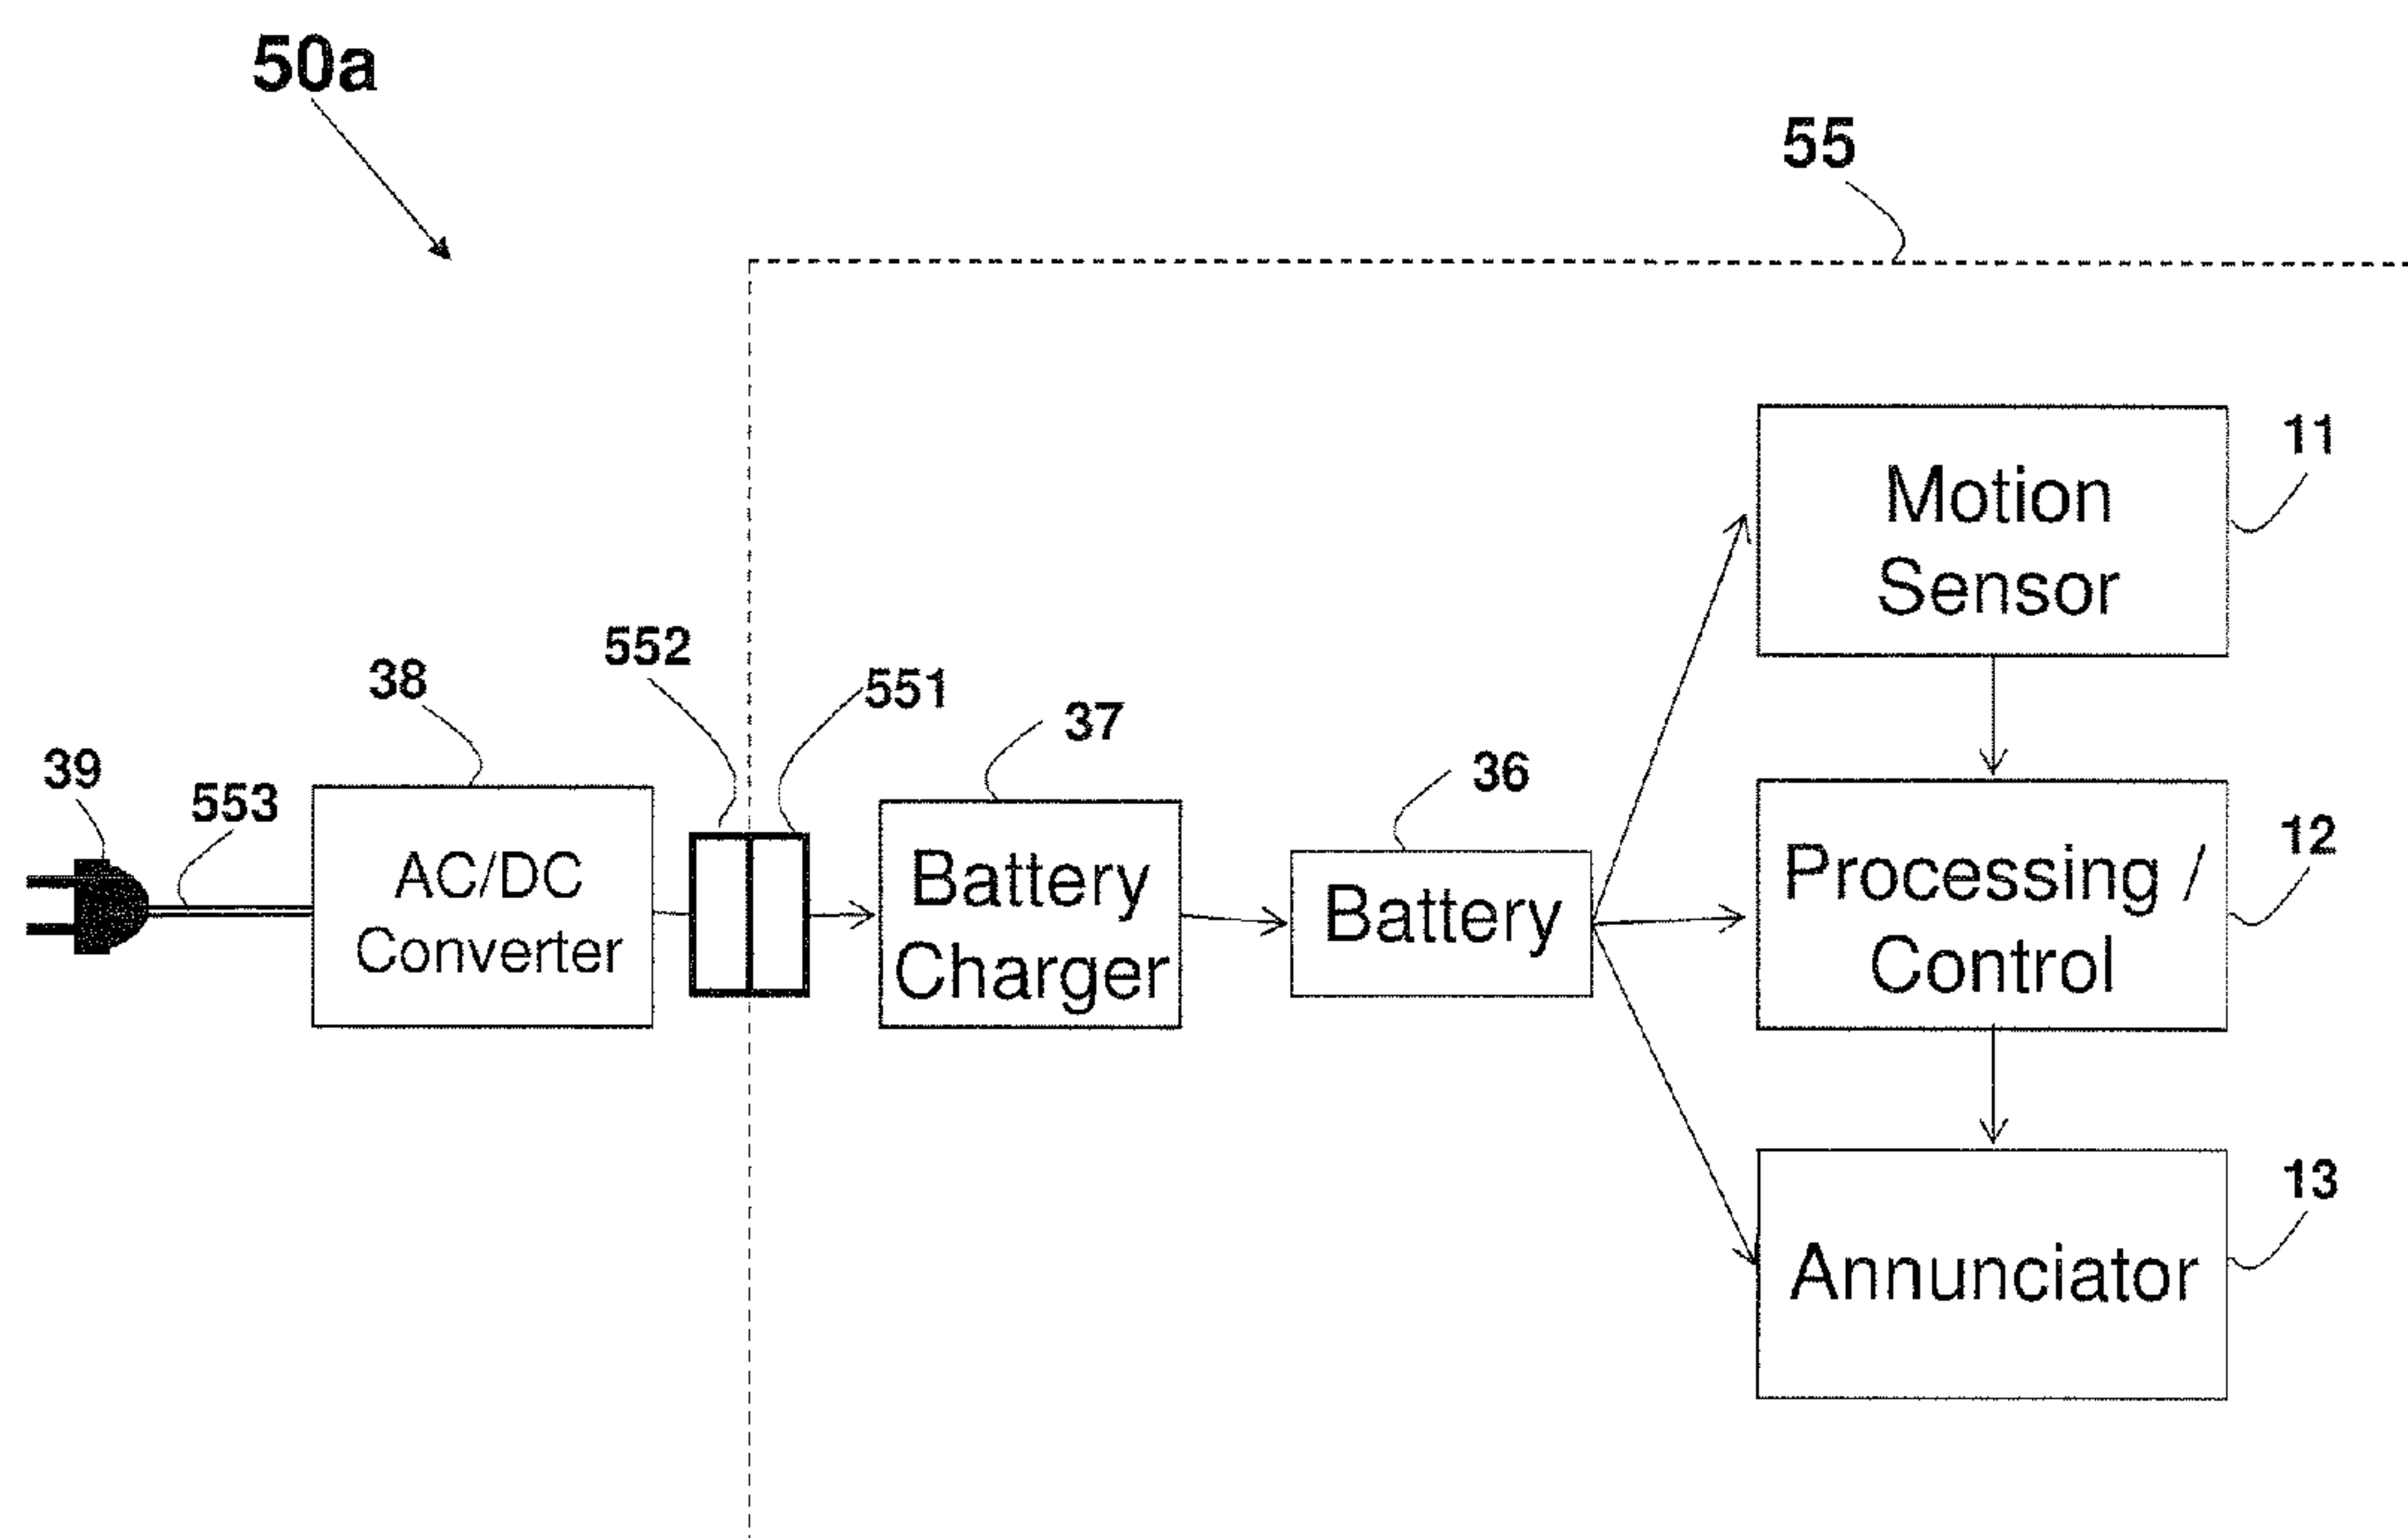 50a
55
11
Motion
Sensor
552
38
551
37
39
553
36
12
AC/DC
Converter
Battery
Charger
Battery
Processing /
Control
13
Annunciator